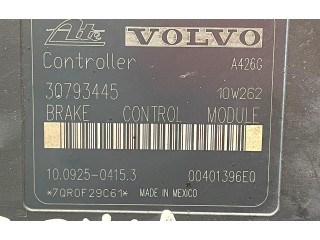 Ate VOLVO
Controller A426G
30793445 10W262
BRAKE CONTROL MODULE
10.0925-0415.3 00401396E0
*7QR0F29C61* MADE IN MEXICO